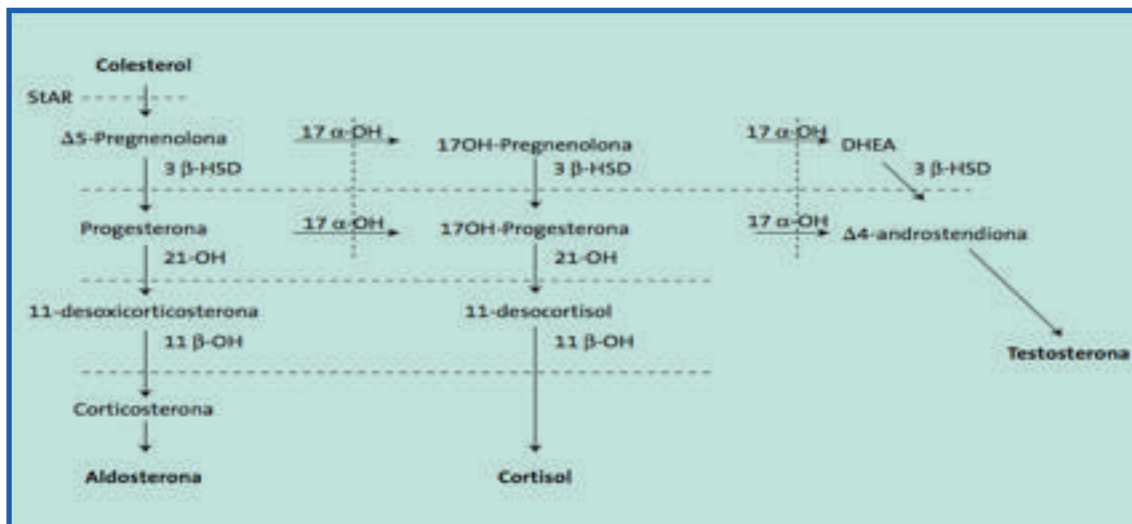 Colesterol
StAR
Δ5-Pregnenolona
17 α-OH
17OH-Pregnenolona
17 α-OH
DHEA
3 β-HSD
3 β-HSD
3 β-HSD
Progesterona
17 α-OH
17OH-Progesterona
17 α-OH
Δ4-androstendiona
21-OH
21-OH
11-desoxicorticosterona
11-desocortisol
11 β-OH
11 β-OH
Testosterona
Corticosterona
Aldosterona
Cortisol